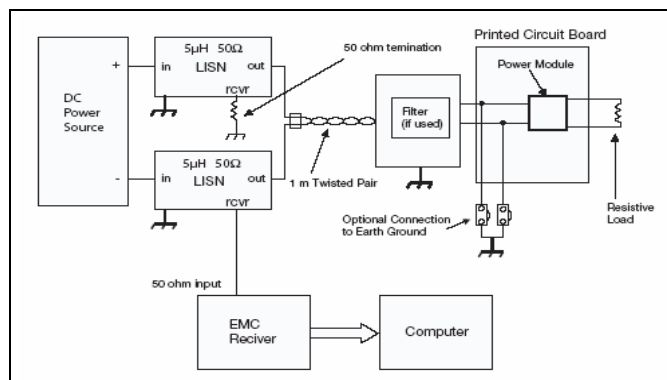 Printed Circuit Board
5µH 50Ω
LISN
in
out
rcvr
+
50 ohm temination
Power Module
DC
Power
Source
Filter
(if used)
5µH 50Ω
LISN
-
in
out
rcvr
1 m Twisted Pair
Optional Connection
to Earth Ground
Resistive
Load
50 ohm input
EMC
Reciver
Computer